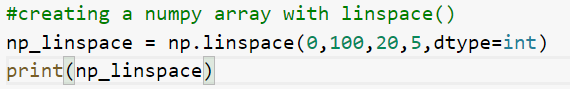 #creating a numpy array with linspace()
np_linspace = np.linspace(0,100,20,5,dtype=int)
print(np_linspace)